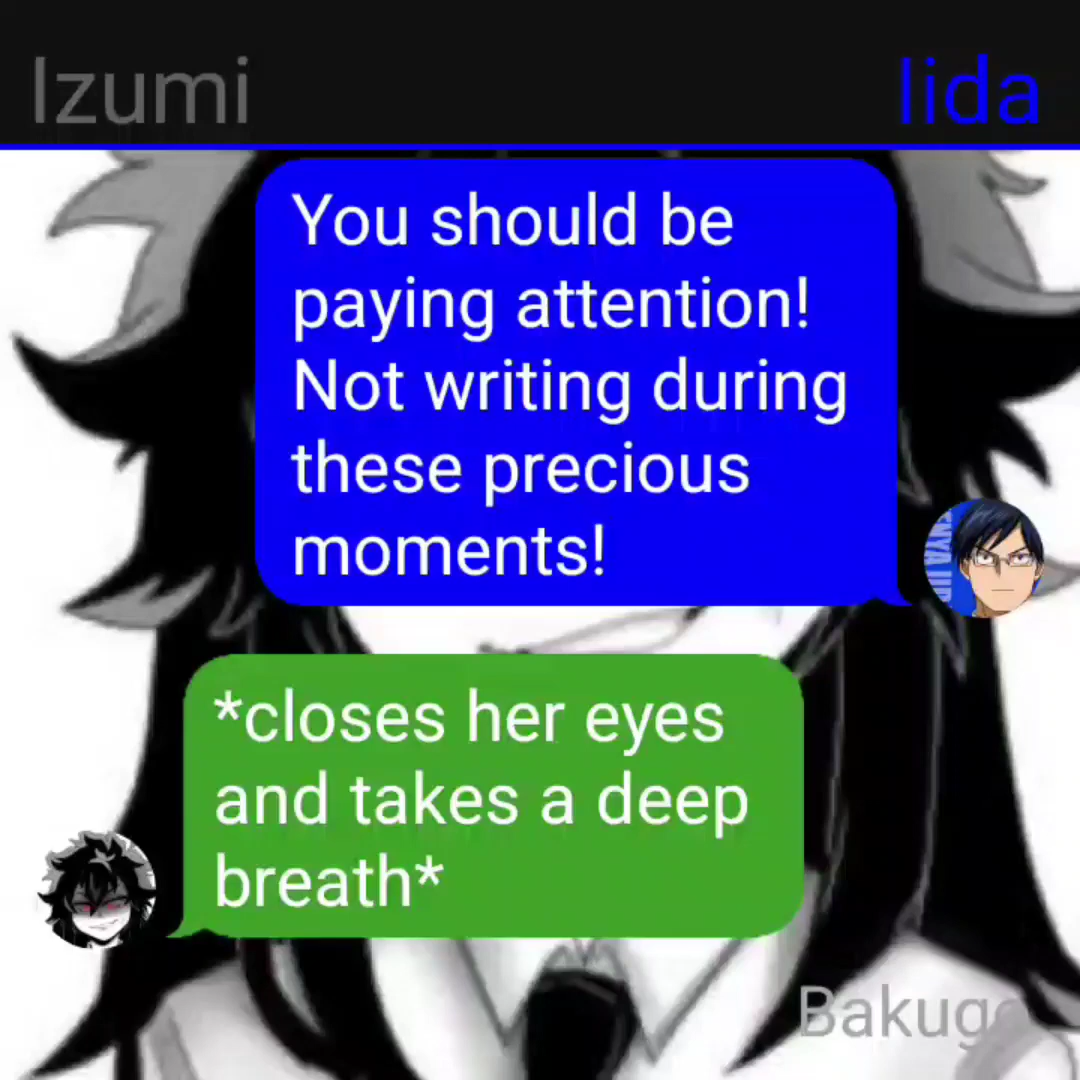 Izumi
Iida
You should be
paying attention!
Not writing during
these precious
moments!
*closes her eyes
and takes a deep
breath*
Bakugo